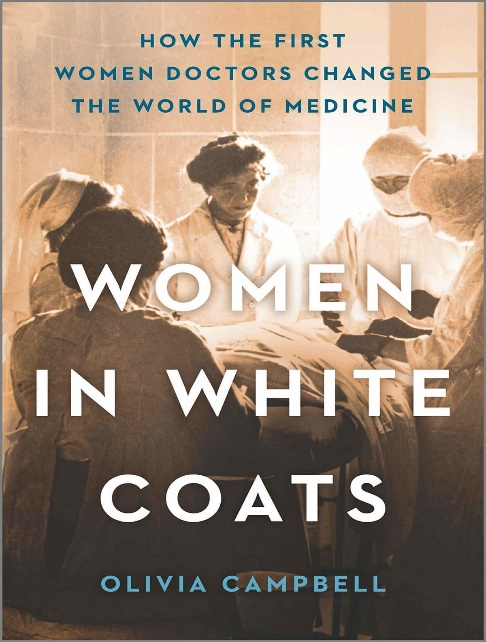 HOW THE FIRST
WOMEN DOCTORS CHANGED
THE WORLD OF MEDICINE
WOMEN
IN WHITE
COATS
OLIVIA CAMPBELL